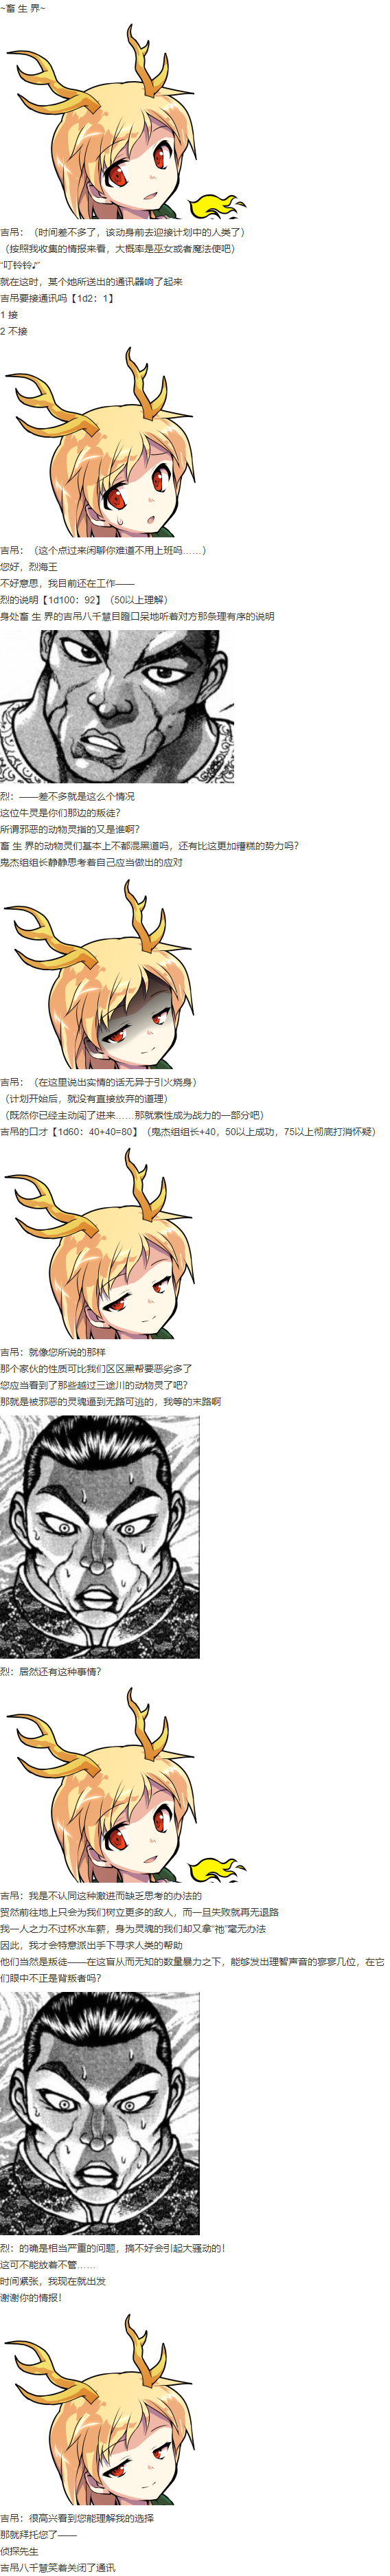 ~畜 生 界~
吉吊：（时间差不多了，该动身前去迎接计划中的人类了）
（按照我收集的情报来看，大概率是巫女或者魔法使吧）
“叮铃铃♪”
就在这时，某个她所送出的通讯器响了起来
吉吊要接通讯吗【1d2：1】
1 接
2 不接
吉吊：（这个点过来闲聊你难道不用上班吗……）
您好，烈海王
不好意思，我目前还在工作——
烈的说明【1d100：92】（50以上理解）
身处畜 生 界的吉吊八千慧目瞪口呆地听着对方那条理有序的说明
烈：——差不多就是这么个情况
这位牛灵是你们那边的叛徒？
所谓邪恶的动物灵指的又是谁啊？
畜 生 界的动物灵们基本上不都混黑道吗，还有比这更加糟糕的势力吗？
鬼杰组组长静静思考着自己应当做出的应对
吉吊：（在这里说出实情的话无异于引火烧身）
（计划开始后，就没有直接放弃的道理）
（既然你已经主动闯了进来……那就索性成为战力的一部分吧）
吉吊的口才【1d60：40+40=80】（鬼杰组组长+40，50以上成功，75以上彻底打消怀疑）
吉吊：就像您所说的那样
那个家伙的性质可比我们区区黑帮要恶劣多了
您应当看到了那些越过三途川的动物灵了吧？
那就是被邪恶的灵魂逼到无路可逃的，我等的末路啊
烈：居然还有这种事情？
吉吊：我是不认同这种激进而缺乏思考的办法的
贸然前往地上只会为我们树立更多的敌人，而一旦失败就再无退路
我一人之力不过杯水车薪，身为灵魂的我们却又拿“祂”毫无办法
因此，我才会特意派出手下寻求人类的帮助
他们当然是叛徒——在这盲从而无知的数量暴力之下，能够发出理智声音的寥寥几位，在它
们眼中不正是背叛者吗？
烈：的确是相当严重的问题，搞不好会引起大骚动的！
这可不能放着不管……
时间紧张，我现在就出发
谢谢你的情报！
吉吊：很高兴看到您能理解我的选择
那就拜托您了——
侦探先生
吉吊八千慧笑着关闭了通讯